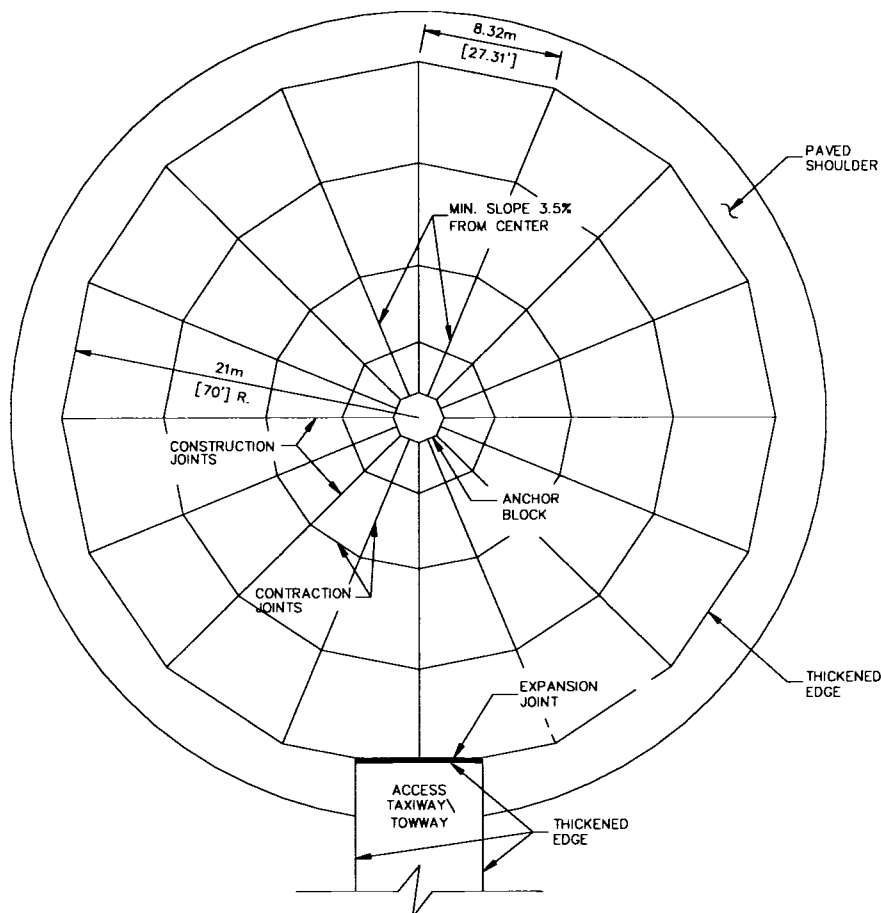 8.32m
[27.31']
PAVED
SHOULDER
MIN. SLOPE 3.5%
FROM CENTER
21m
[70'] R.
CONSTRUCTION
JOINTS
ANCHOR
BLOCK
CONTRACTION
JOINTS
EXPANSION
JOINT
THICKENED
EDGE
ACCESS
TAXIWAY\
TOWWAY
THICKENED
EDGE